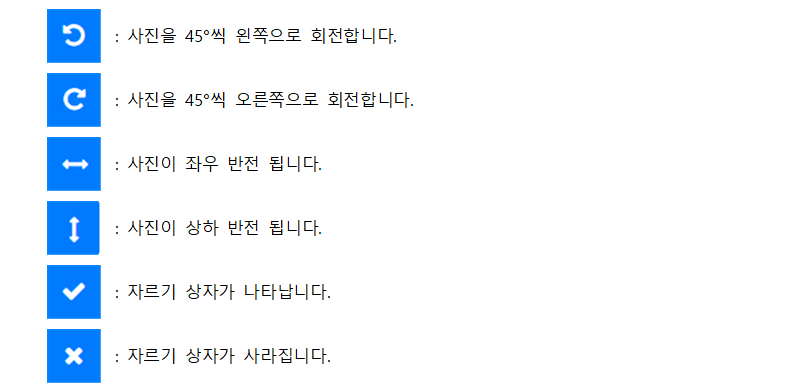 : 사진을 45°씩 왼쪽으로 회전합니다.
: 사진을 45°씩 오른쪽으로 회전합니다.
: 사진이 좌우 반전 됩니다.
: 사진이 상하 반전 됩니다.
: 자르기 상자가 나타납니다.
: 자르기 상자가 사라집니다.